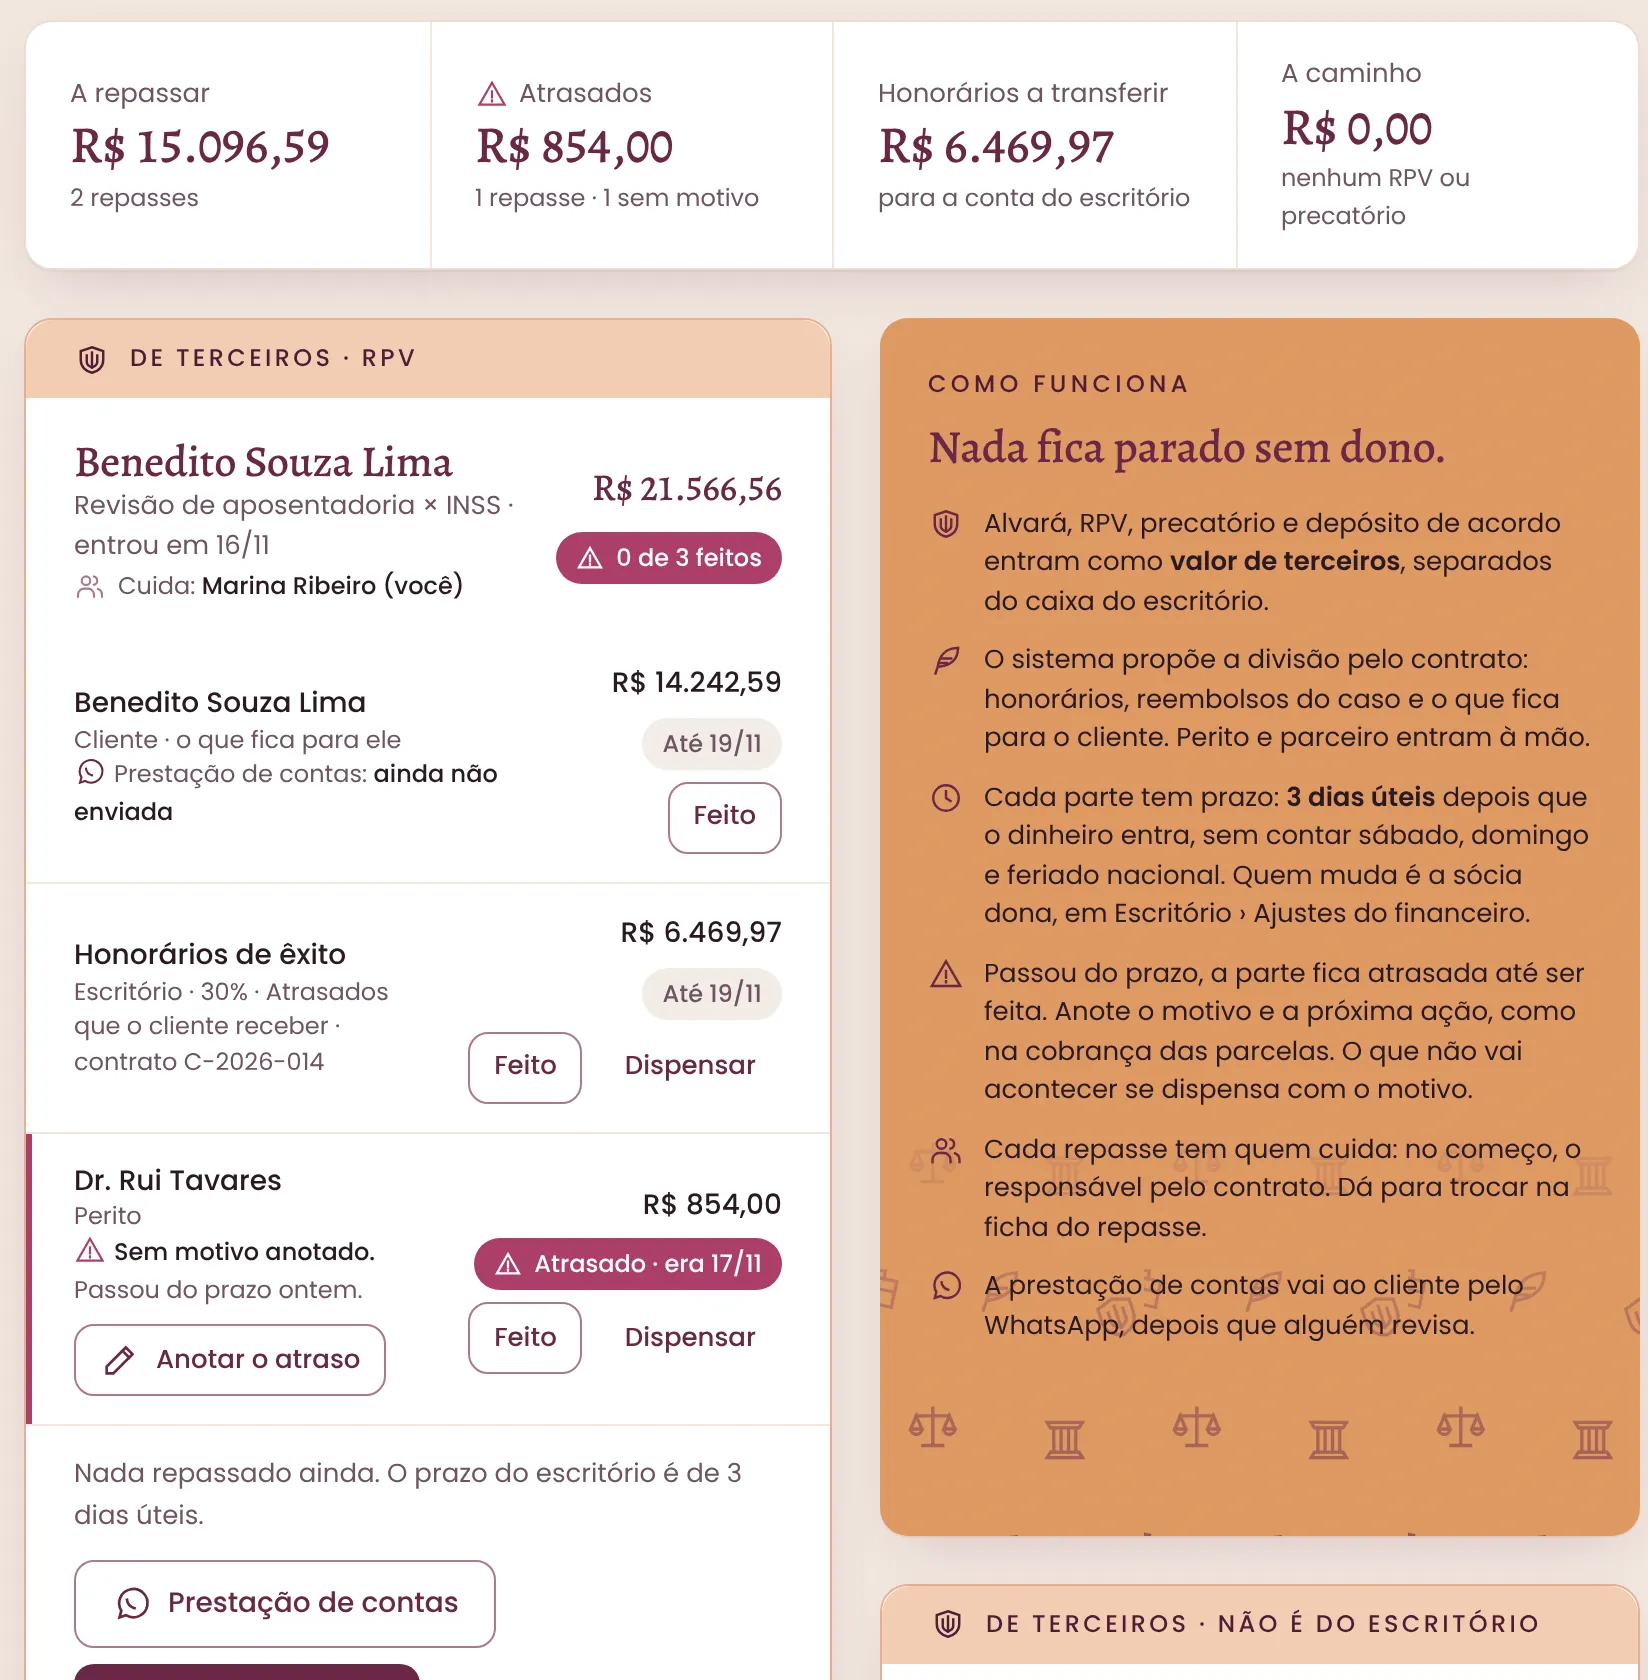 A repassar
R$ 15.096,59
2 repasses
Atrasados
R$ 854,00
1 repasse · 1 sem motivo
Honorários a transferir
R$ 6.469,97
para a conta do escritório
A caminho
R$ 0,00
nenhum RPV ou
precatório
DE TERCEIROS · RPV
Benedito Souza Lima
Revisão de aposentadoria × INSS ·
entrou em 16/11
Cuida: Marina Ribeiro (você)
R$ 21.566,56
0 de 3 feitos
Benedito Souza Lima
Cliente · o que fica para ele
Prestação de contas: ainda não
enviada
R$ 14.242,59
Até 19/11
Feito
Honorários de êxito
Escritório · 30% · Atrasados
que o cliente receber ·
contrato C-2026-014
R$ 6.469,97
Até 19/11
Feito
Dispensar
Dr. Rui Tavares
Perito
Sem motivo anotado.
Passou do prazo ontem.
Anotar o atraso
R$ 854,00
Atrasado · era 17/11
Feito
Dispensar
Nada repassado ainda. O prazo do escritório é de 3
dias úteis.
Prestação de contas
COMO FUNCIONA
Nada fica parado sem dono.
Alvará, RPV, precatório e depósito de acordo
entram como valor de terceiros, separados
do caixa do escritório.
O sistema propõe a divisão pelo contrato:
honorários, reembolsos do caso e o que fica
para o cliente. Perito e parceiro entram à mão.
Cada parte tem prazo: 3 dias úteis depois que
o dinheiro entra, sem contar sábado, domingo
e feriado nacional. Quem muda é a sócia
dona, em Escritório › Ajustes do financeiro.
Passou do prazo, a parte fica atrasada até ser
feita. Anote o motivo e a próxima ação, como
na cobrança das parcelas. O que não vai
acontecer se dispensa com o motivo.
Cada repasse tem quem cuida: no começo, o
responsável pelo contrato. Dá para trocar na
ficha do repasse.
A prestação de contas vai ao cliente pelo
WhatsApp, depois que alguém revisa.
DE TERCEIROS · NÃO É DO ESCRITÓRIO